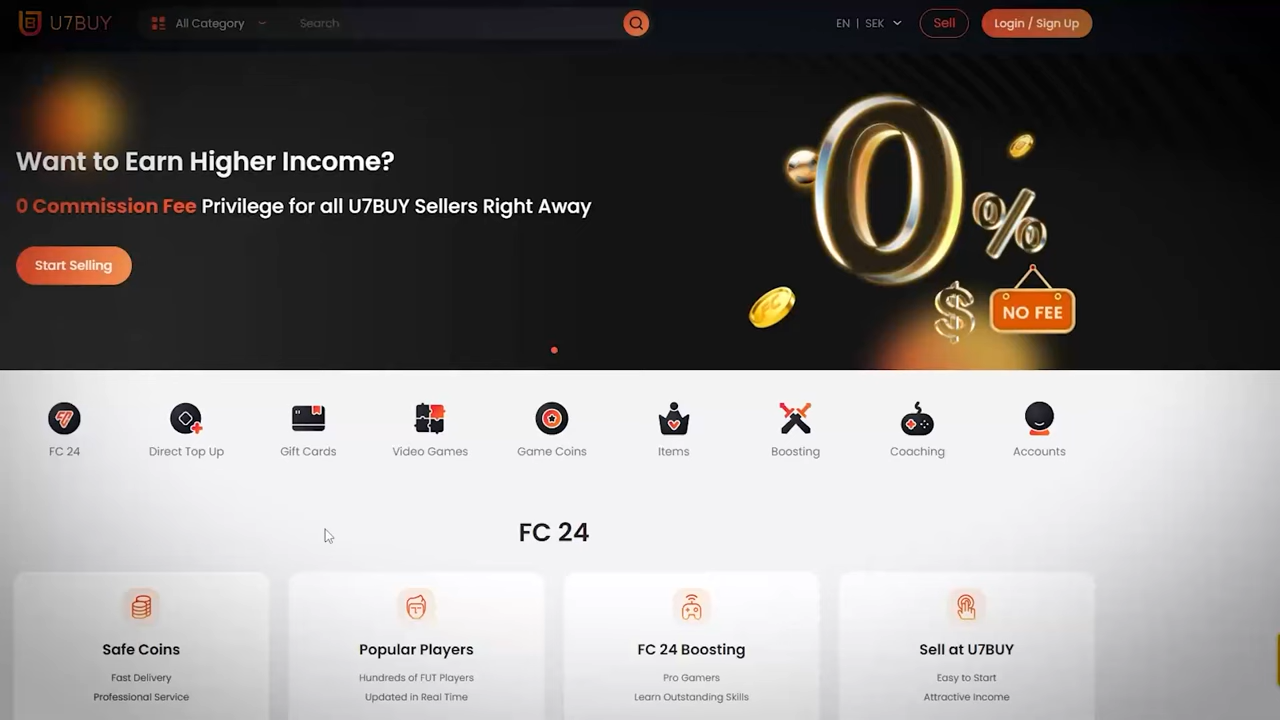 U7BUY
All Category
Search
EN | SEK
Sell
Login / Sign Up
Want to Earn Higher Income?
0 Commission Fee Privilege for all U7BUY Sellers Right Away
Start Selling
0%
$
NO FEE
FC 24
Direct Top Up
Gift Cards
Video Games
Game Coins
Items
Boosting
Coaching
Accounts
FC 24
Safe Coins
Fast Delivery
Professional Service
Popular Players
Hundreds of FUT Players
Updated in Real Time
FC 24 Boosting
Pro Gamers
Learn Outstanding Skills
Sell at U7BUY
Easy to Start
Attractive Income